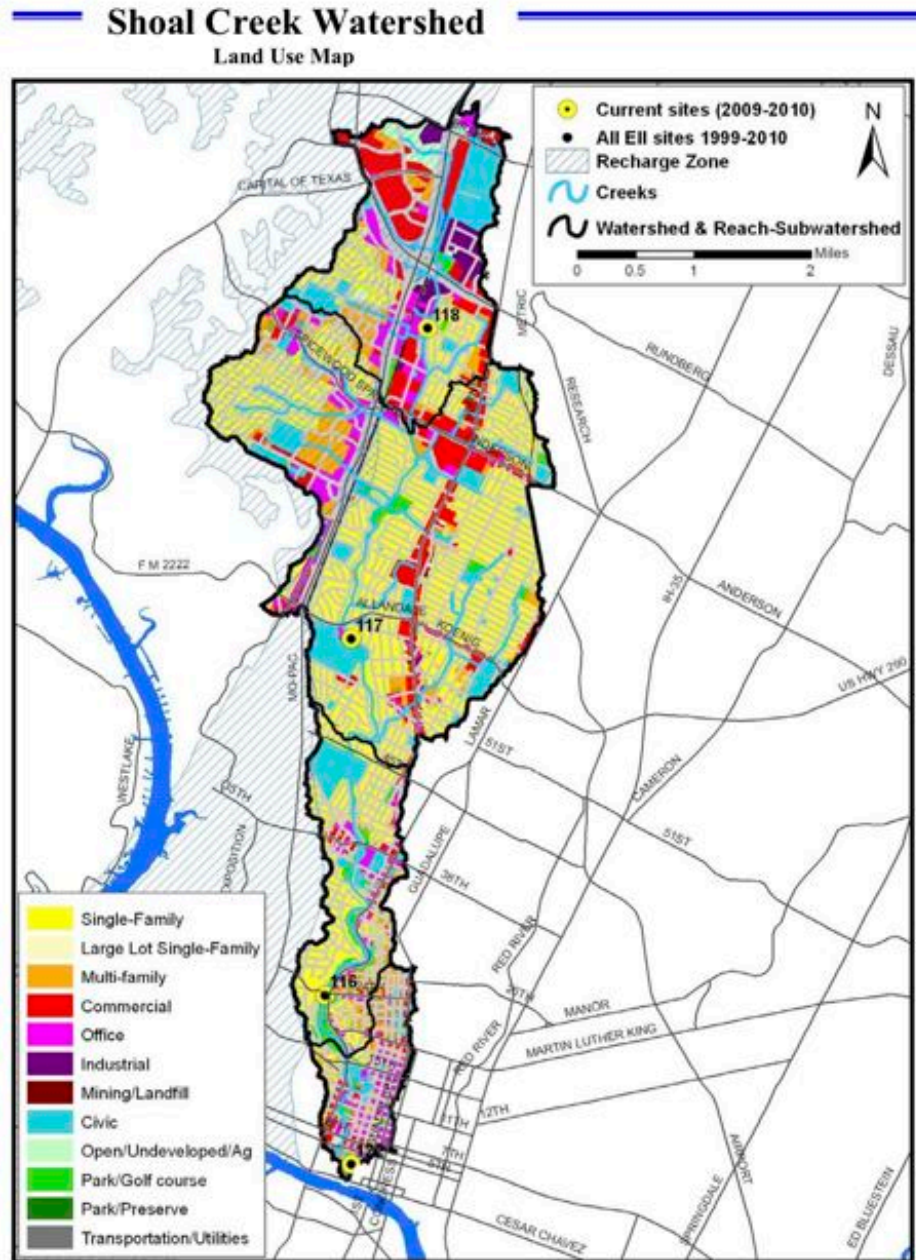 Shoal Creek Watershed
Land Use Map
Current sites (2009-2010)
All EII sites 1999-2010
Recharge Zone
Creeks
Watershed & Reach-Subwatershed
N
Miles
0 0.5 1 2
CAPITAL OF TEXAS
118
METRIC
RUNDBERG
DESSAU
RESEARCH
ANDERSON
F M 2222
ALLANDALE
KOENIG
117
IH-35
ANDERSON
US HWY 290
MO-PAC
LAMAR
51ST
CAMERON
WESTLAKE
35TH
EXPOSITION
GUADALUPE
38TH
51ST
RED RIVER
116
26TH
MANOR
MARTIN LUTHER KING
RED RIVER
11TH
12TH
7TH
5TH
AIRPORT
CESAR CHAVEZ
SPRINGDALE
ED BLUESTEIN
Single-Family
Large Lot Single-Family
Multi-family
Commercial
Office
Industrial
Mining/Landfill
Civic
Open/Undeveloped/Ag
Park/Golf course
Park/Preserve
Transportation/Utilities